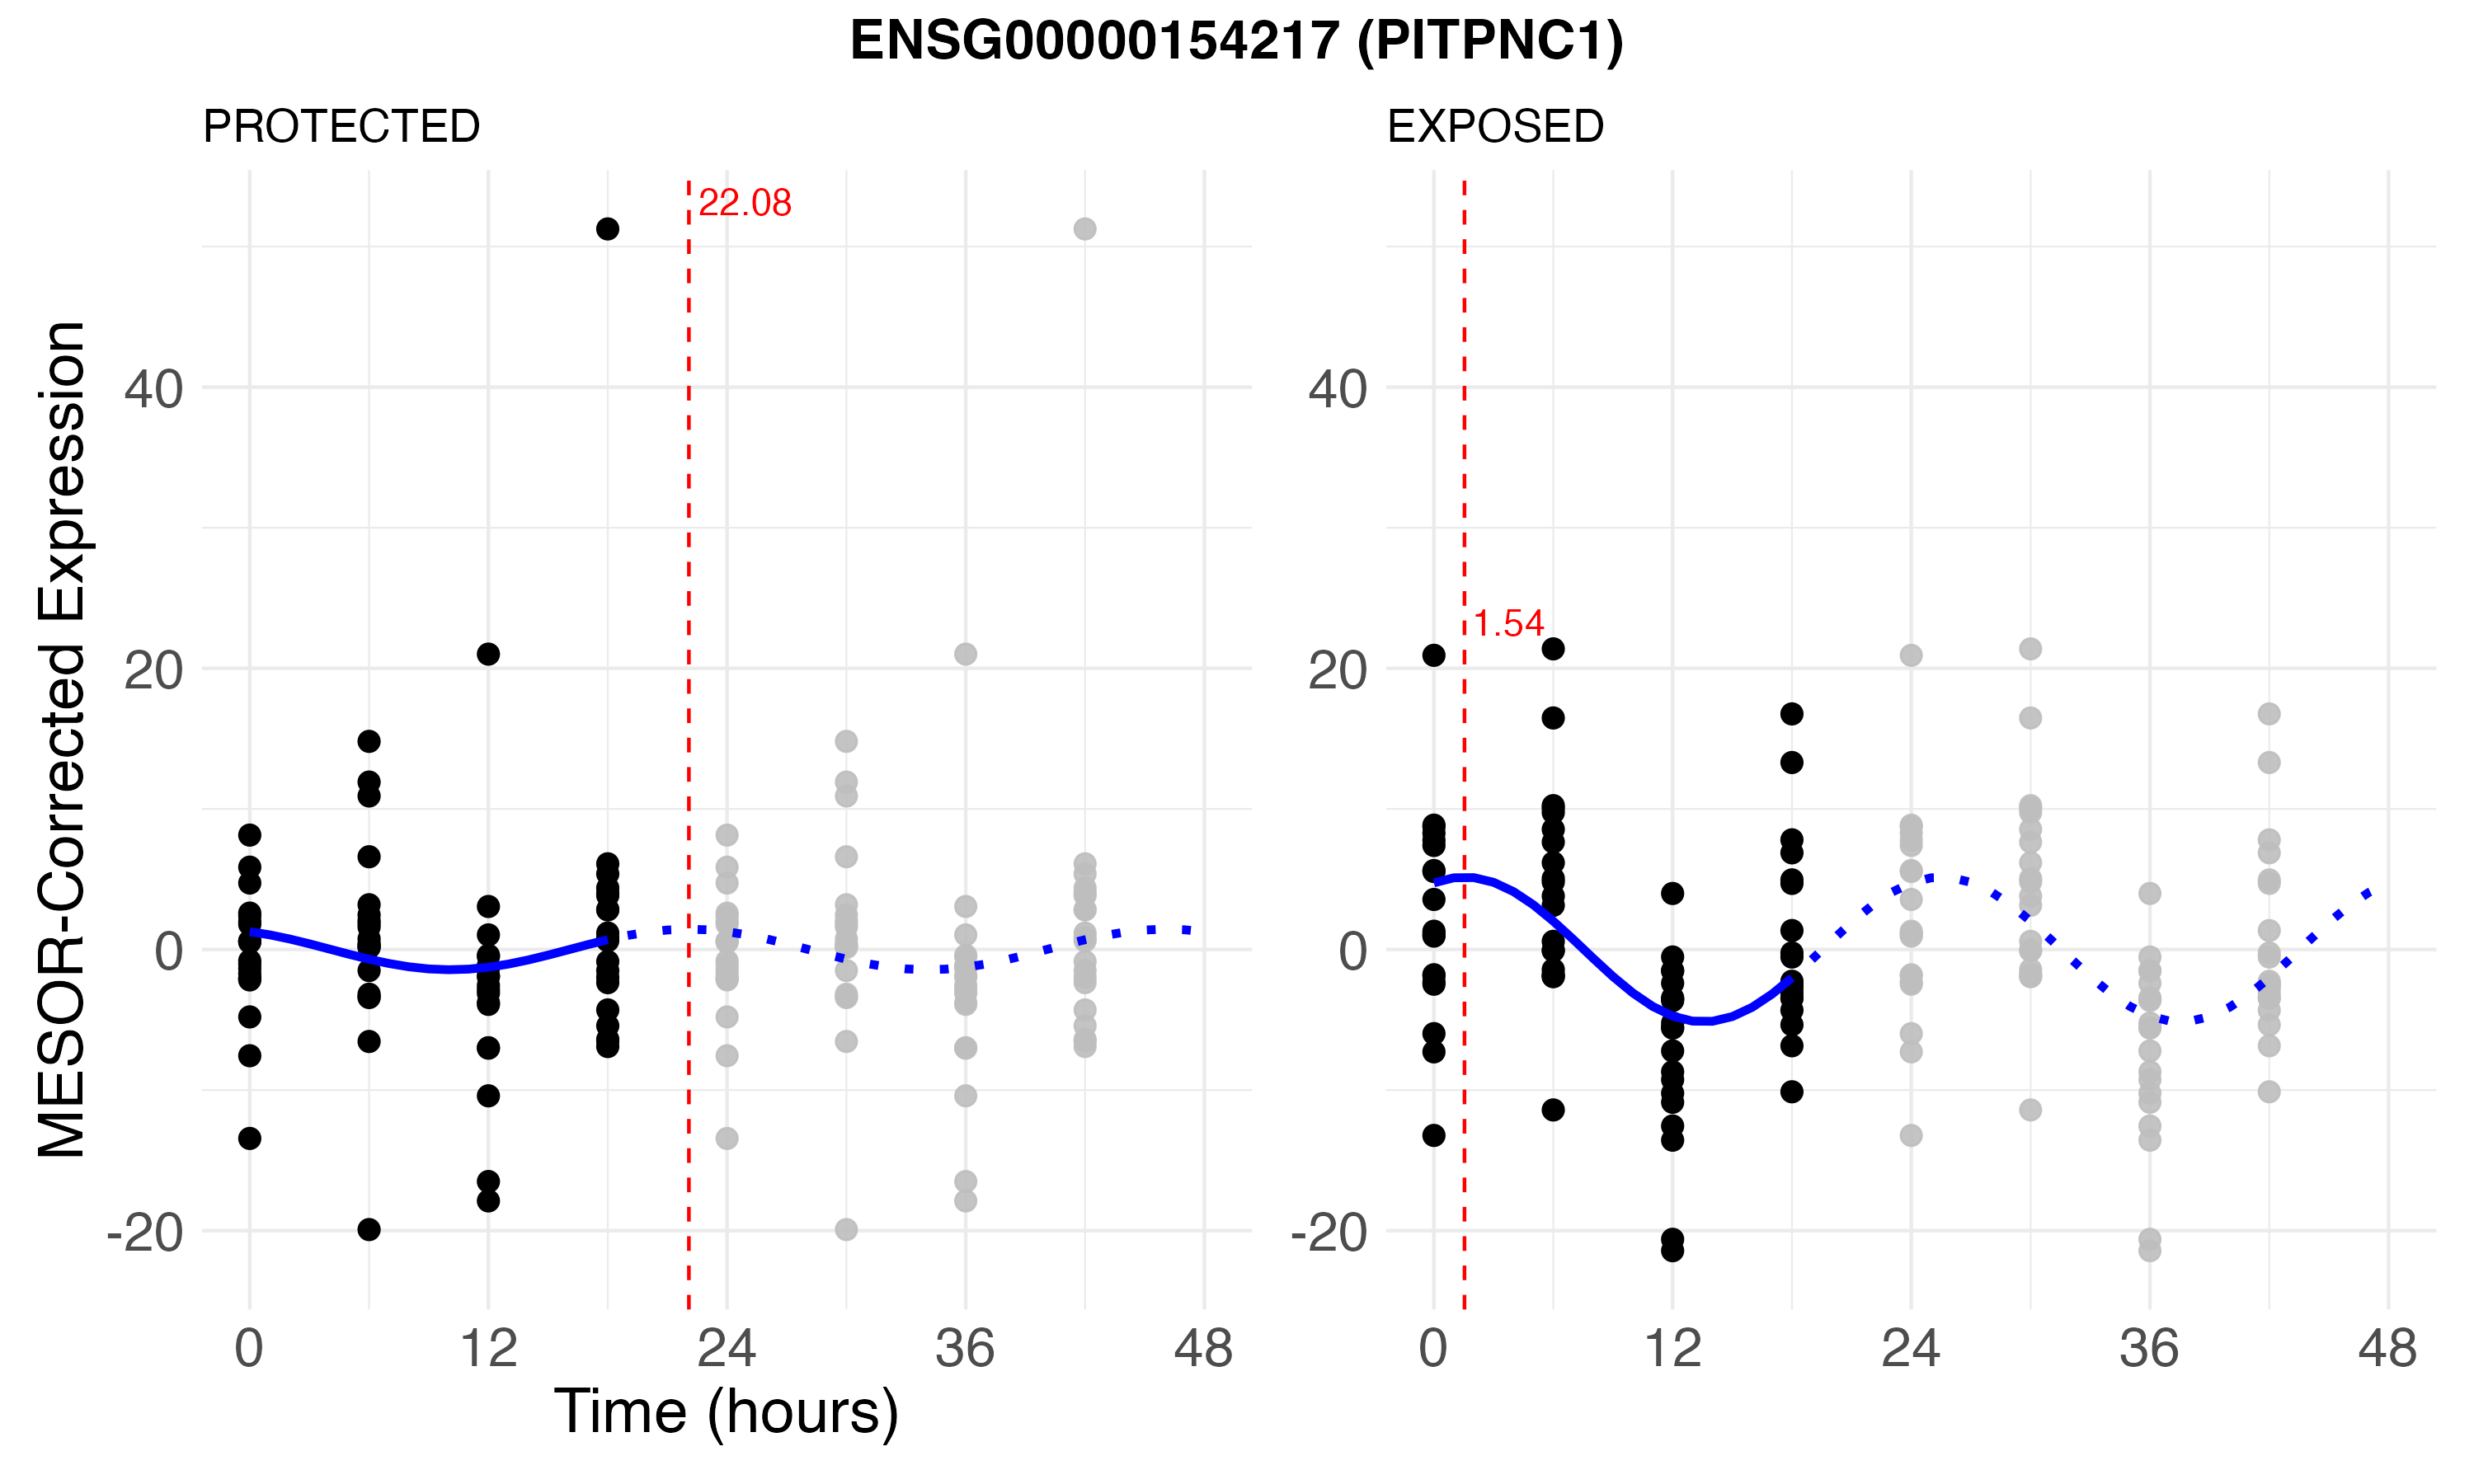 ENSG00000154217 (PITPNC1)
PROTECTED
EXPOSED
MESOR-Corrected Expression
40
20
0
-20
22.08
0 12 24 36 48
40
20
0
-20
1.54
0 12 24 36 48
Time (hours)